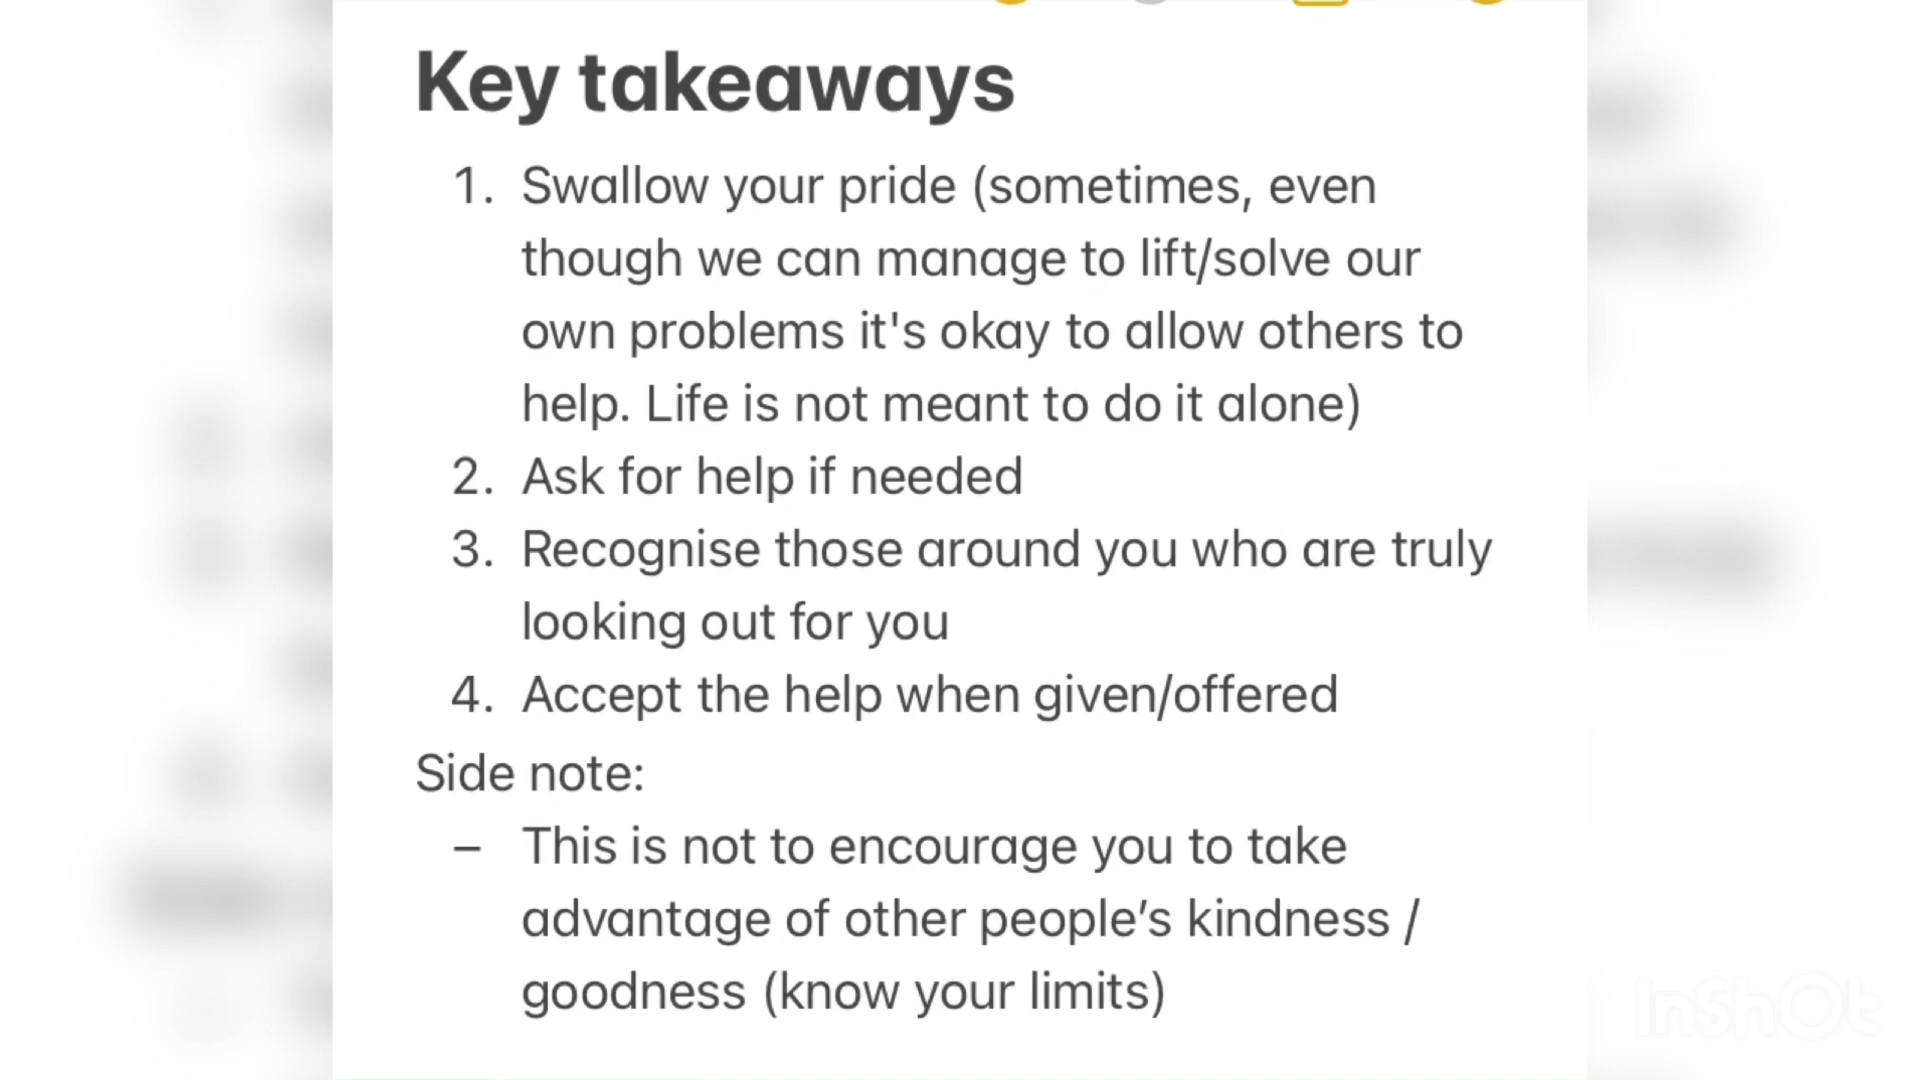 Key takeaways
1. Swallow your pride (sometimes, even
though we can manage to lift/solve our
own problems it's okay to allow others to
help. Life is not meant to do it alone)
2. Ask for help if needed
3. Recognise those around you who are truly
looking out for you
4. Accept the help when given/offered
Side note:
– This is not to encourage you to take
advantage of other people’s kindness /
goodness (know your limits)
InShOt